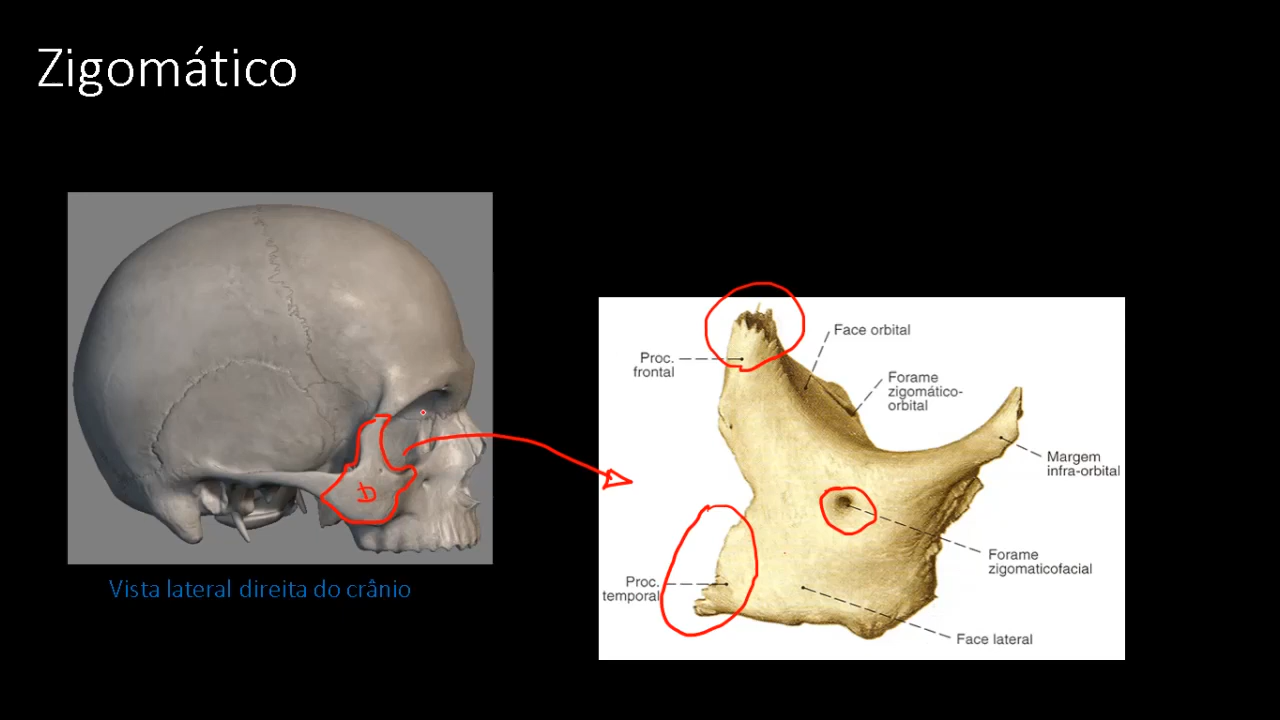 Zigomático
Vista lateral direita do crânio
D
Proc.
frontal
Face orbital
Forame
zigomático-
orbital
Margem
infra-orbital
Forame
zigomaticofacial
Proc.
temporal
Face lateral